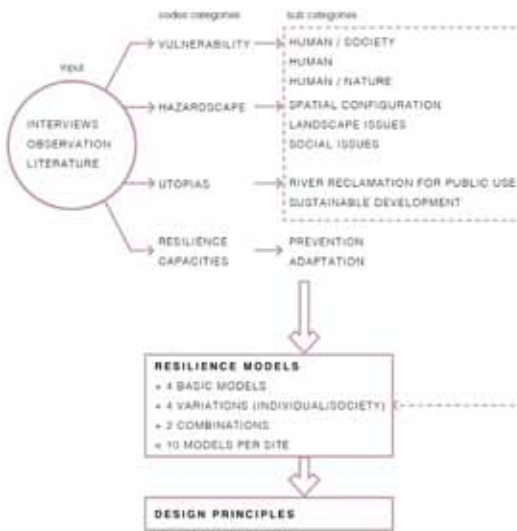 codes categories
sub categories
input
INTERVIEWS
OBSERVATION
LITERATURE
VULNERABILITY
HUMAN / SOCIETY
HUMAN
HUMAN / NATURE
HAZARDSCAPE
SPATIAL CONFIGURATION
LANDSCAPE ISSUES
SOCIAL ISSUES
UTOPIAS
RIVER RECLAMATION FOR PUBLIC USE
SUSTAINABLE DEVELOPMENT
RESILIENCE
CAPACITIES
PREVENTION
ADAPTATION
RESILIENCE MODELS
+ 4 BASIC MODELS
+ 4 VARIATIONS (INDIVIDUAL/SOCIETY)
+ 2 COMBINATIONS
= 10 MODELS PER SITE
DESIGN PRINCIPLES